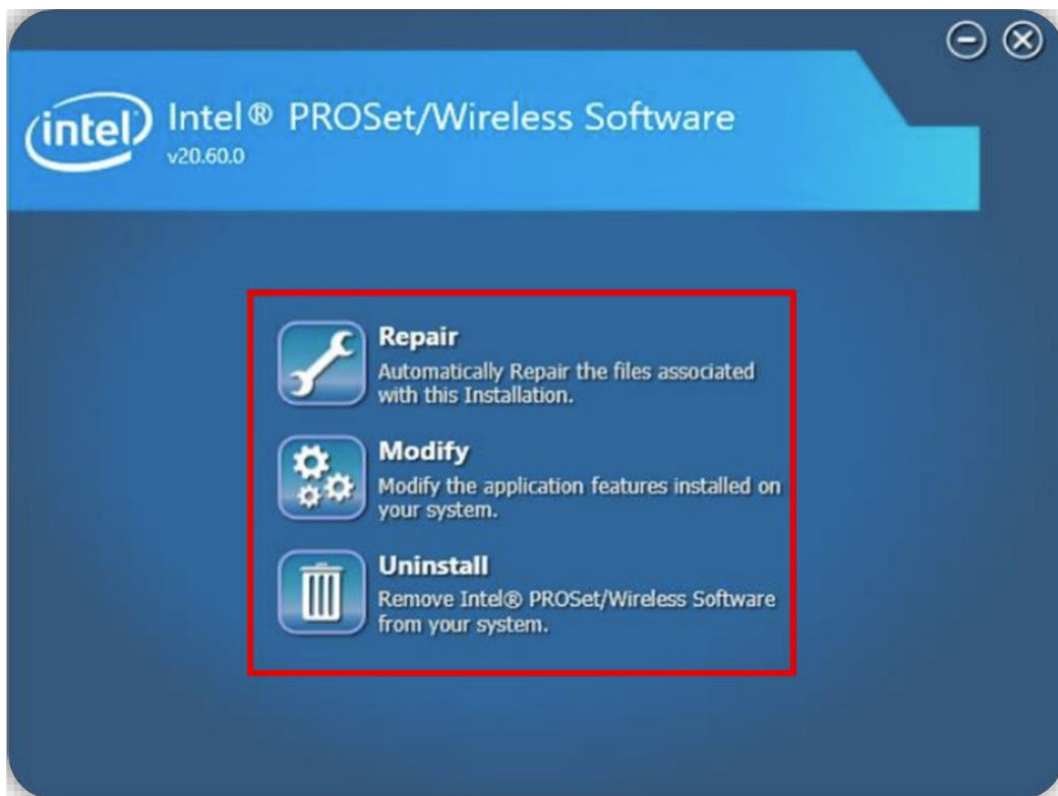 intel
Intel® PROSet/Wireless Software
v20.60.0
Repair
Automatically Repair the files associated
with this Installation.
Modify
Modify the application features installed on
your system.
Uninstall
Remove Intel® PROSet/Wireless Software
from your system.